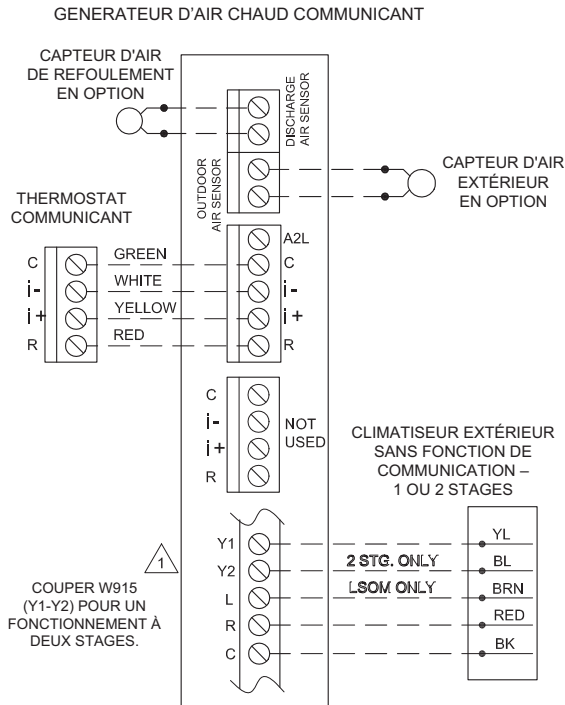 GENERATEUR D'AIR CHAUD COMMUNICANT
CAPTEUR D'AIR
DE REFOULEMENT
EN OPTION
DISCHARGE
AIR SENSOR
OUTDOOR
AIR SENSOR
CAPTEUR D'AIR
EXTÉRIEUR
EN OPTION
THERMOSTAT
COMMUNICANT
A2L
C GREEN C
i- WHITE i-
i+ YELLOW i+
R RED R
C
i-
i+
R
NOT
USED
CLIMATISEUR EXTÉRIEUR
SANS FONCTION DE
COMMUNICATION –
1 OU 2 STAGES
Y1 YL
Y2 2 STG. ONLY BL
L LSOM ONLY BRN
R RED
C BK
1
COUPER W915
(Y1-Y2) POUR UN
FONCTIONNEMENT À
DEUX STAGES.